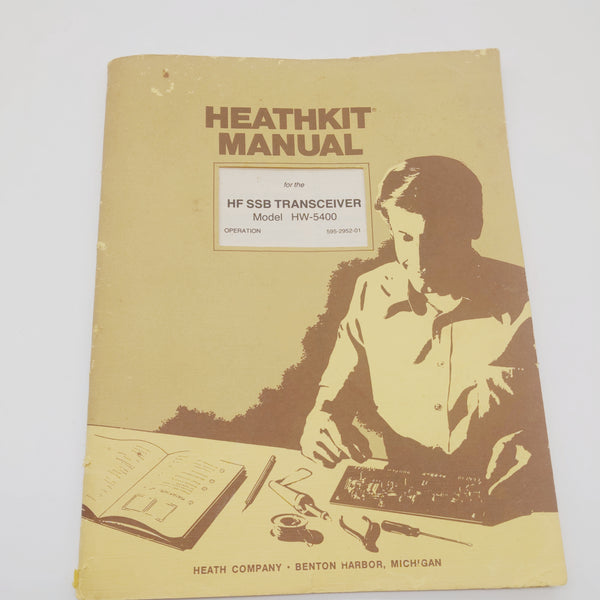 HEATHKIT®
MANUAL
for the
HF SSB TRANSCEIVER
Model HW-5400
OPERATION 595-2952-01
HEATH COMPANY • BENTON HARBOR, MICHIGAN